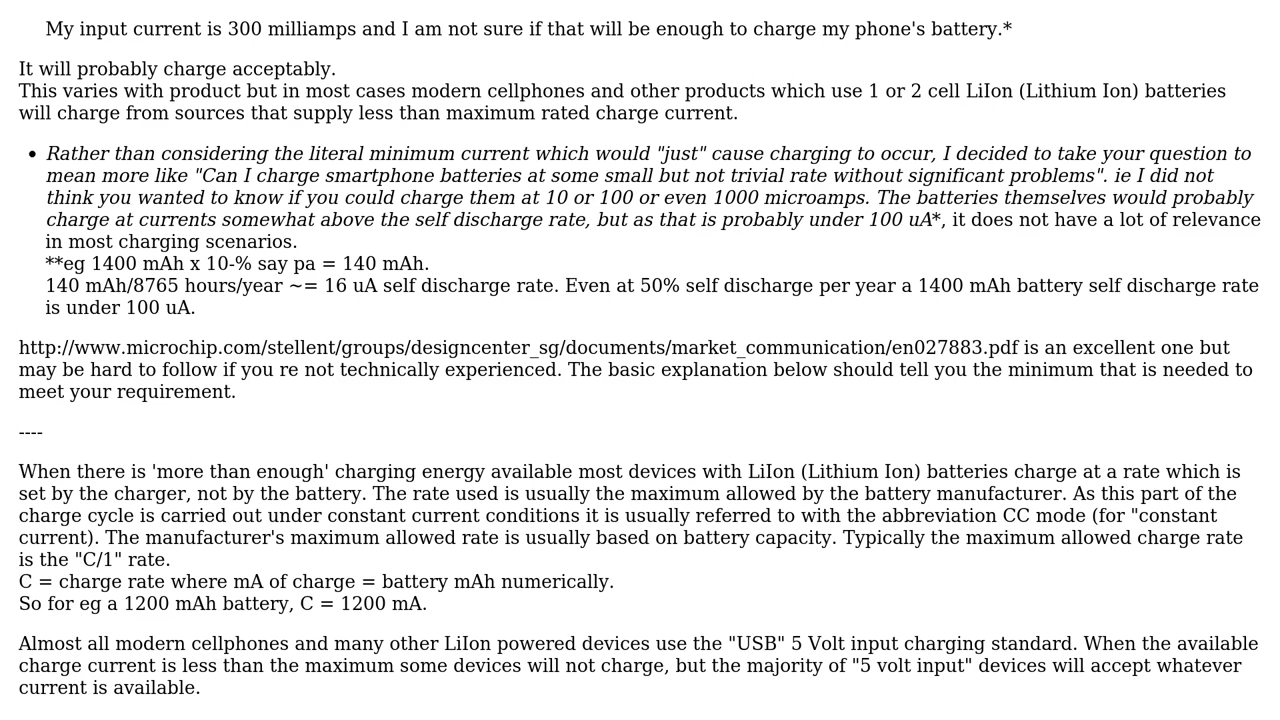 My input current is 300 milliamps and I am not sure if that will be enough to charge my phone's battery.*
It will probably charge acceptably.
This varies with product but in most cases modern cellphones and other products which use 1 or 2 cell LiIon (Lithium Ion) batteries
will charge from sources that supply less than maximum rated charge current.
• Rather than considering the literal minimum current which would "just" cause charging to occur, I decided to take your question to
mean more like "Can I charge smartphone batteries at some small but not trivial rate without significant problems". ie I did not
think you wanted to know if you could charge them at 10 or 100 or even 1000 microamps. The batteries themselves would probably
charge at currents somewhat above the self discharge rate, but as that is probably under 100 uA*, it does not have a lot of relevance
in most charging scenarios.
**eg 1400 mAh x 10-% say pa = 140 mAh.
140 mAh/8765 hours/year ~= 16 uA self discharge rate. Even at 50% self discharge per year a 1400 mAh battery self discharge rate
is under 100 uA.
http://www.microchip.com/stellent/groups/designcenter_sg/documents/market_communication/en027883.pdf is an excellent one but
may be hard to follow if you re not technically experienced. The basic explanation below should tell you the minimum that is needed to
meet your requirement.
----
When there is 'more than enough' charging energy available most devices with LiIon (Lithium Ion) batteries charge at a rate which is
set by the charger, not by the battery. The rate used is usually the maximum allowed by the battery manufacturer. As this part of the
charge cycle is carried out under constant current conditions it is usually referred to with the abbreviation CC mode (for "constant
current). The manufacturer's maximum allowed rate is usually based on battery capacity. Typically the maximum allowed charge rate
is the "C/1" rate.
C = charge rate where mA of charge = battery mAh numerically.
So for eg a 1200 mAh battery, C = 1200 mA.
Almost all modern cellphones and many other LiIon powered devices use the "USB" 5 Volt input charging standard. When the available
charge current is less than the maximum some devices will not charge, but the majority of "5 volt input" devices will accept whatever
current is available.